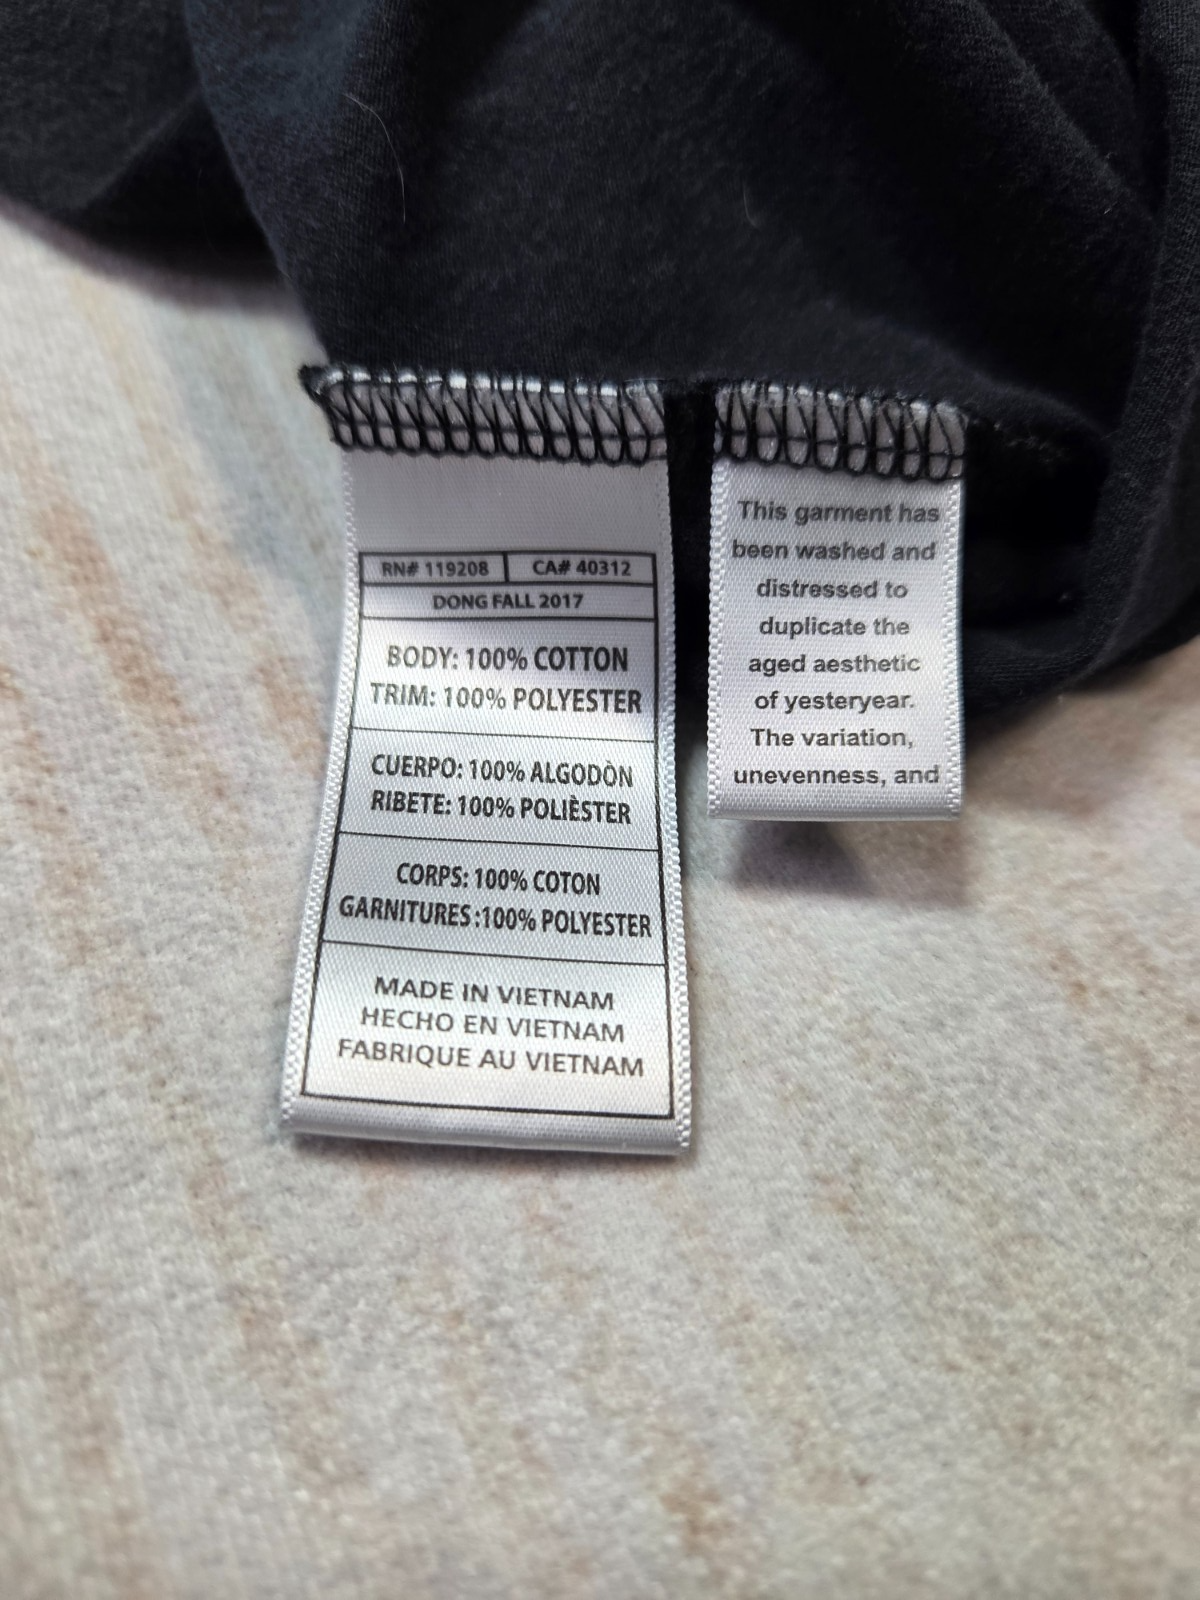 RN# 119208 CA# 40312
DONG FALL 2017
BODY: 100% COTTON
TRIM: 100% POLYESTER
CUERPO: 100% ALGODÒN
RIBETE: 100% POLIÈSTER
CORPS: 100% COTON
GARNITURES :100% POLYESTER
MADE IN VIETNAM
HECHO EN VIETNAM
FABRIQUE AU VIETNAM
This garment has
been washed and
distressed to
duplicate the
aged aesthetic
of yesteryear.
The variation,
unevenness, and